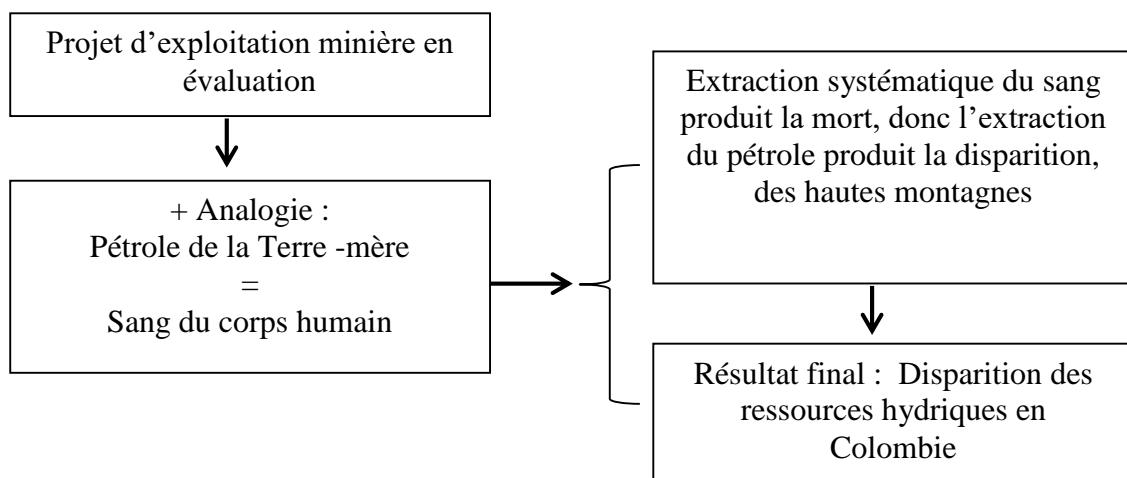 Projet d’exploitation minière en
évaluation
+ Analogie :
Pétrole de la Terre -mère
=
Sang du corps humain
Extraction systématique du sang
produit la mort, donc l’extraction
du pétrole produit la disparition,
des hautes montagnes
Résultat final :  Disparition des
ressources hydriques en
Colombie